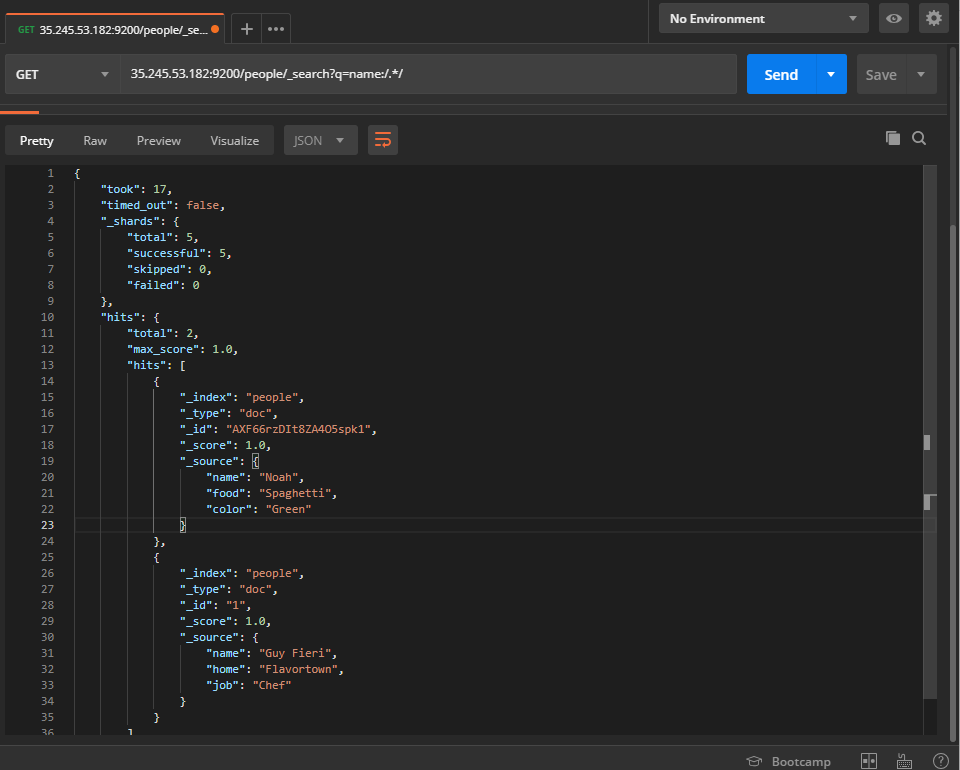 GET 35.245.53.182:9200/people/_se...
No Environment
GET 35.245.53.182:9200/people/_search?q=name:/.*/
Send Save
Pretty Raw Preview Visualize JSON
1 {
2 "took": 17,
3 "timed_out": false,
4 "_shards": {
5 "total": 5,
6 "successful": 5,
7 "skipped": 0,
8 "failed": 0
9 },
10 "hits": {
11 "total": 2,
12 "max_score": 1.0,
13 "hits": [
14 {
15 "_index": "people",
16 "_type": "doc",
17 "_id": "AXF66rzDIt8ZA4O5spk1",
18 "_score": 1.0,
19 "_source": {
20 "name": "Noah",
21 "food": "Spaghetti",
22 "color": "Green"
23 }
24 },
25 {
26 "_index": "people",
27 "_type": "doc",
28 "_id": "1",
29 "_score": 1.0,
30 "_source": {
31 "name": "Guy Fieri",
32 "home": "Flavortown",
33 "job": "Chef"
34 }
35 }
36 ]
Bootcamp